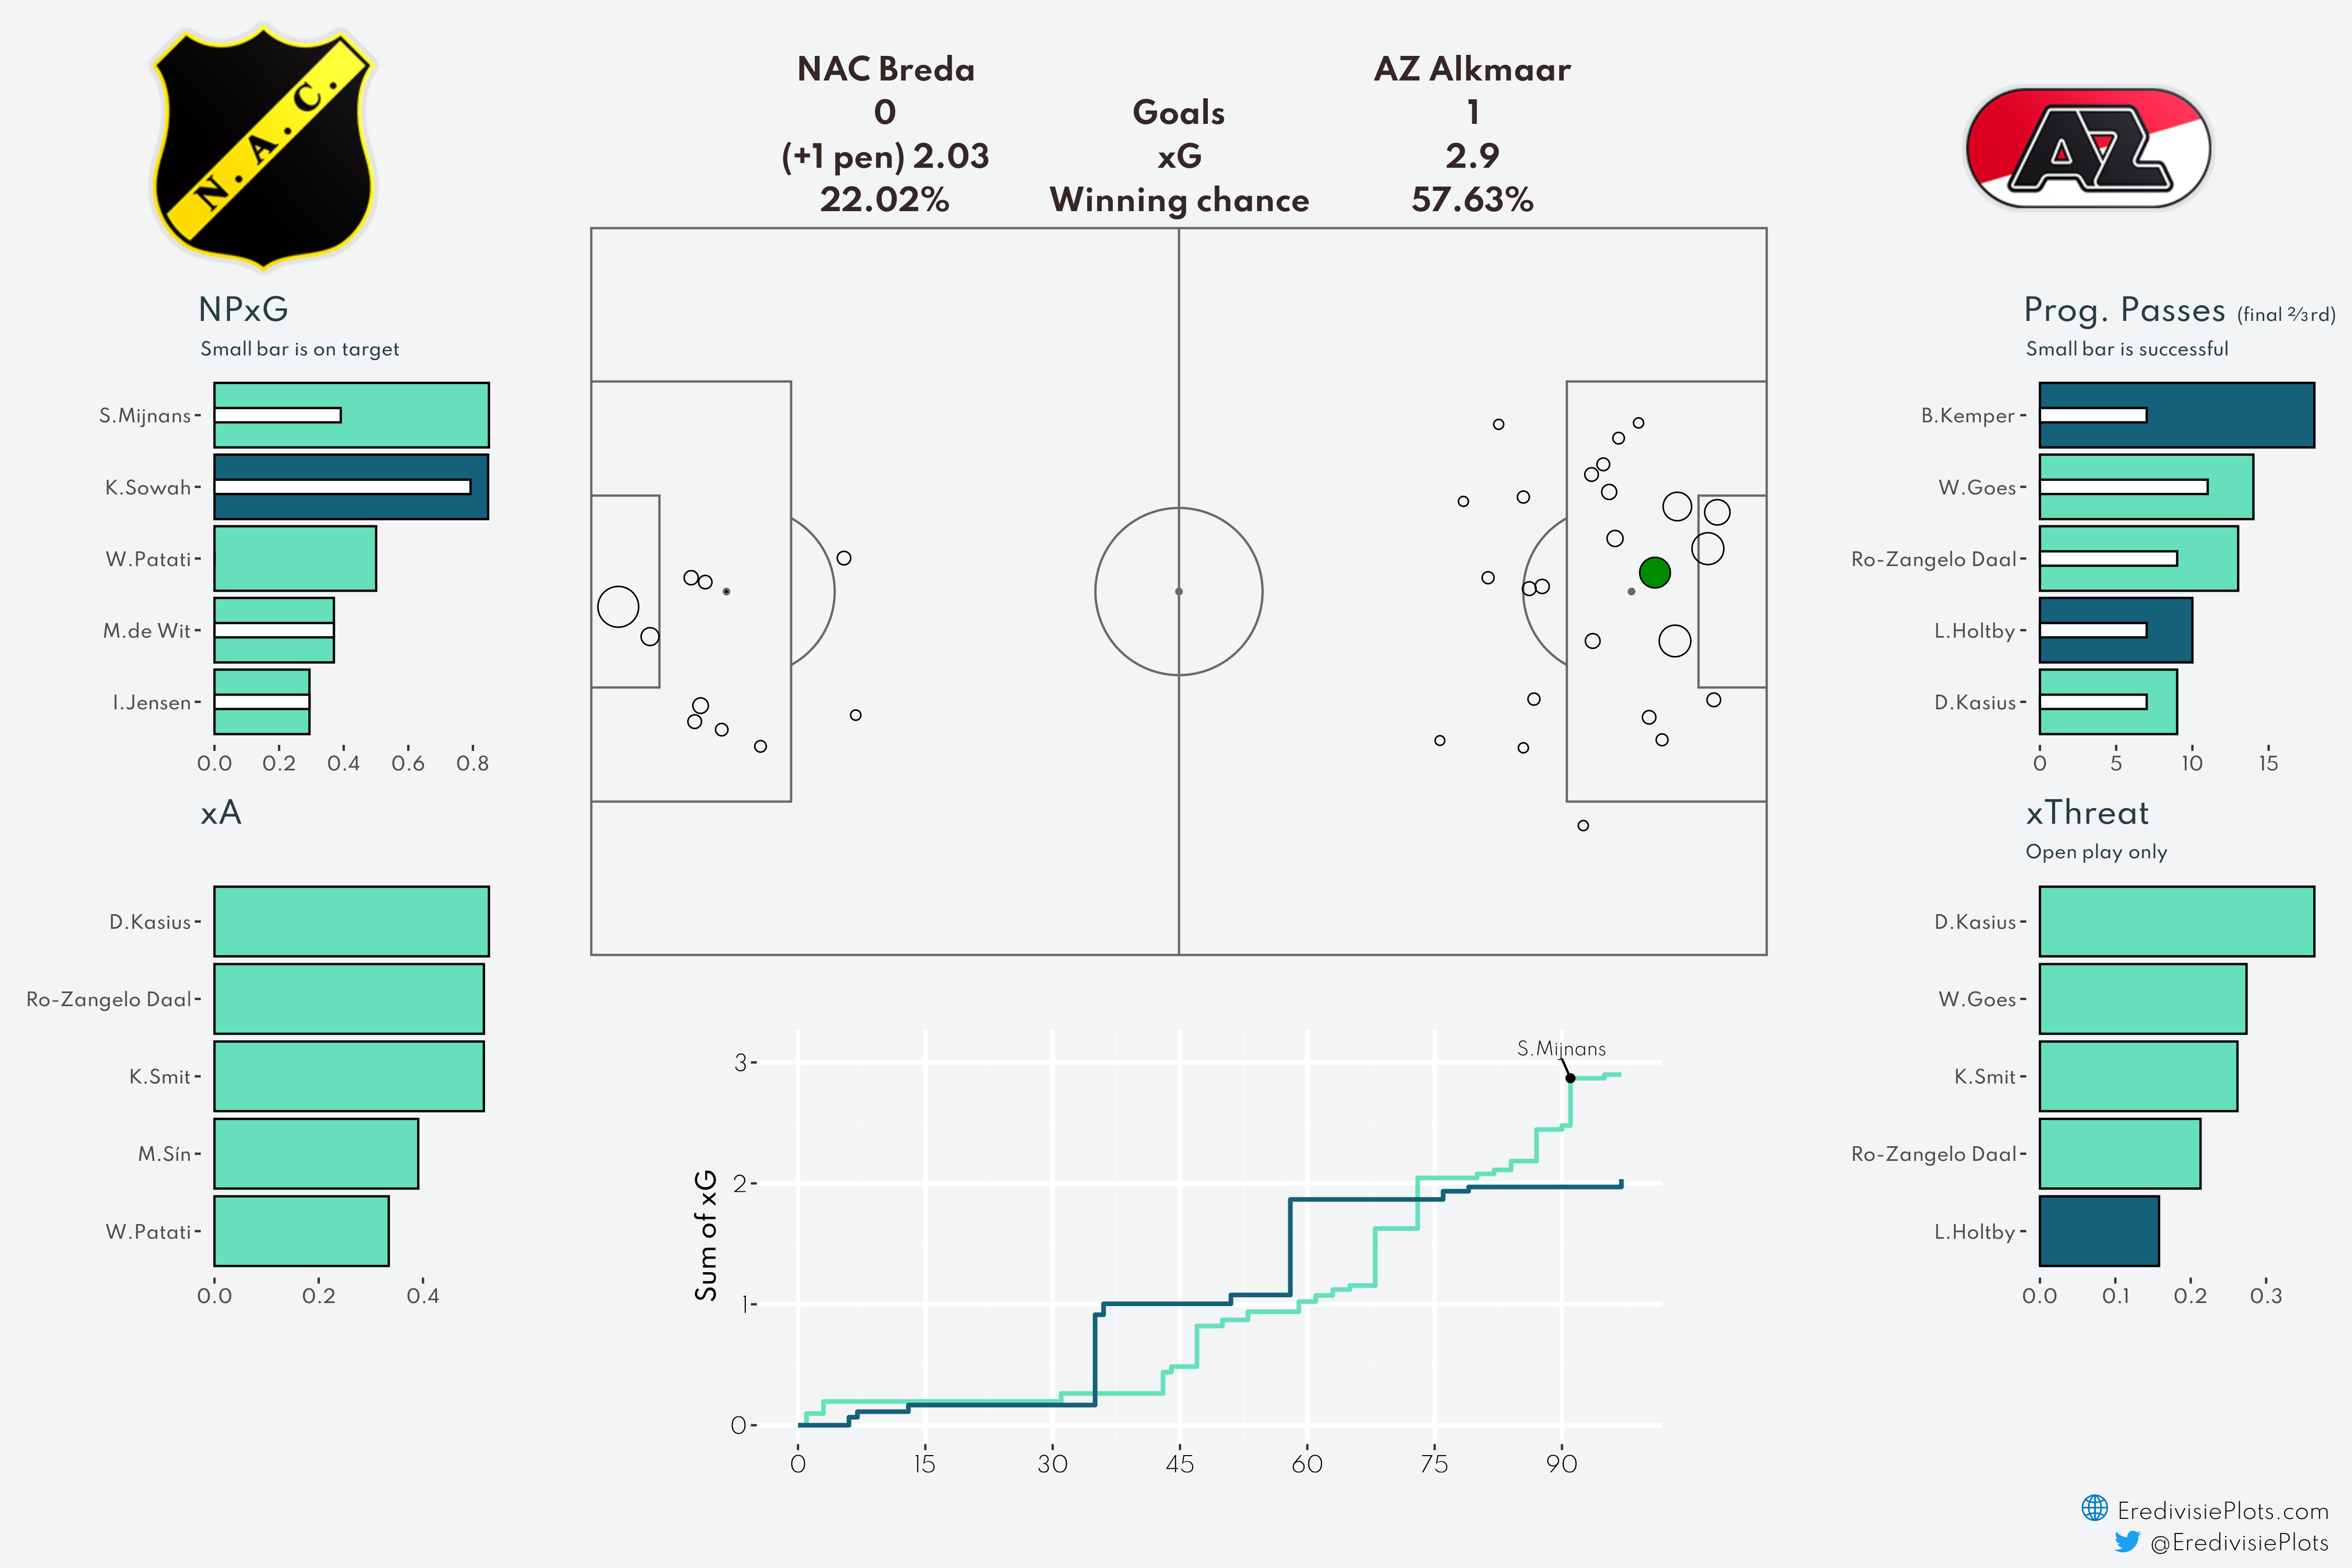 N.A.C.
NAC Breda
AZ Alkmaar
0
Goals
1
(+1 pen) 2.03
xG
2.9
22.02%
Winning chance
57.63%
AZ
NPxG
Small bar is on target
S.Mijnans
K.Sowah
W.Patati
M.de Wit
I.Jensen
0.0 0.2 0.4 0.6 0.8
xA
D.Kasius
Ro-Zangelo Daal
K.Smit
M.Sín
W.Patati
0.0 0.2 0.4
S.Mijnans
Sum of xG
3
2
1
0
0 15 30 45 60 75 90
Prog. Passes (final ⅔rd)
Small bar is successful
B.Kemper
W.Goes
Ro-Zangelo Daal
L.Holtby
D.Kasius
0 5 10 15
xThreat
Open play only
D.Kasius
W.Goes
K.Smit
Ro-Zangelo Daal
L.Holtby
0.0 0.1 0.2 0.3
EredivisiePlots.com
@EredivisiePlots